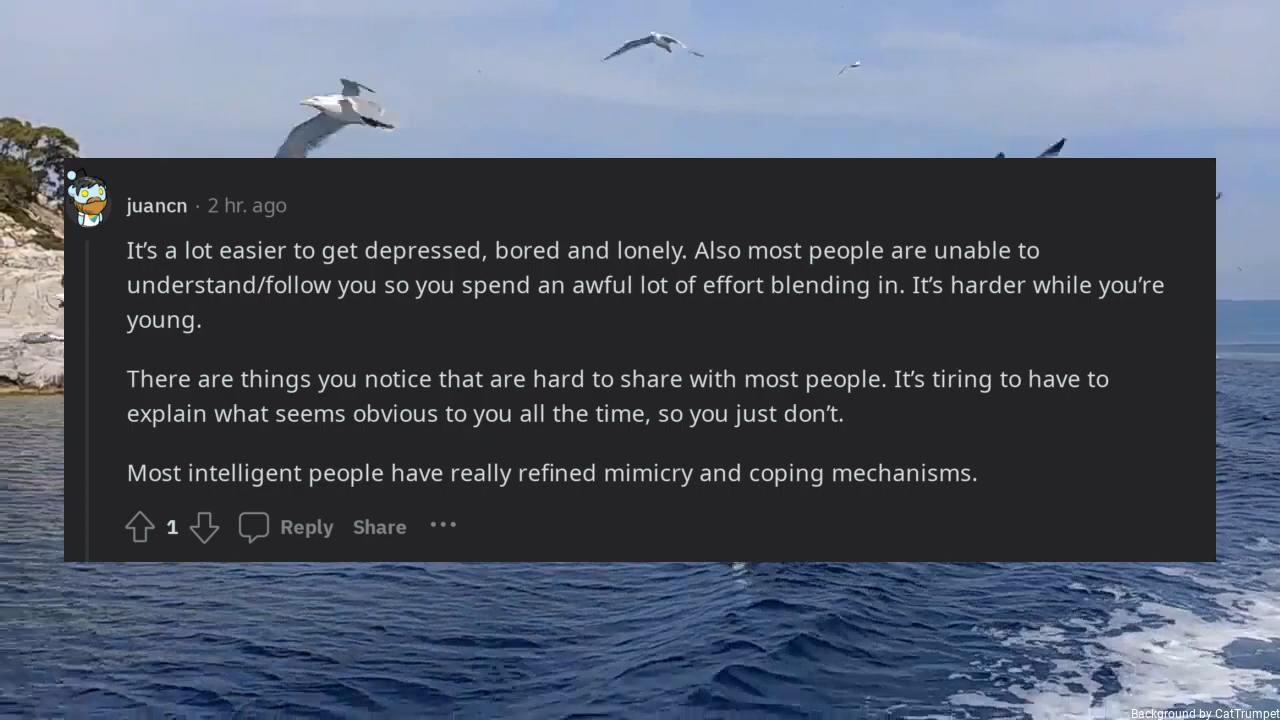 juancn · 2 hr. ago
It’s a lot easier to get depressed, bored and lonely. Also most people are unable to
understand/follow you so you spend an awful lot of effort blending in. It’s harder while you’re
young.
There are things you notice that are hard to share with most people. It’s tiring to have to
explain what seems obvious to you all the time, so you just don’t.
Most intelligent people have really refined mimicry and coping mechanisms.
1 Reply Share ...
Background by CatTrumpet